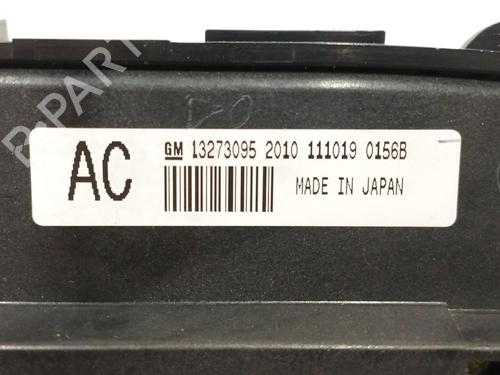 B-PARTS
AC
GM 13273095 2010 111019 0156B
MADE IN JAPAN